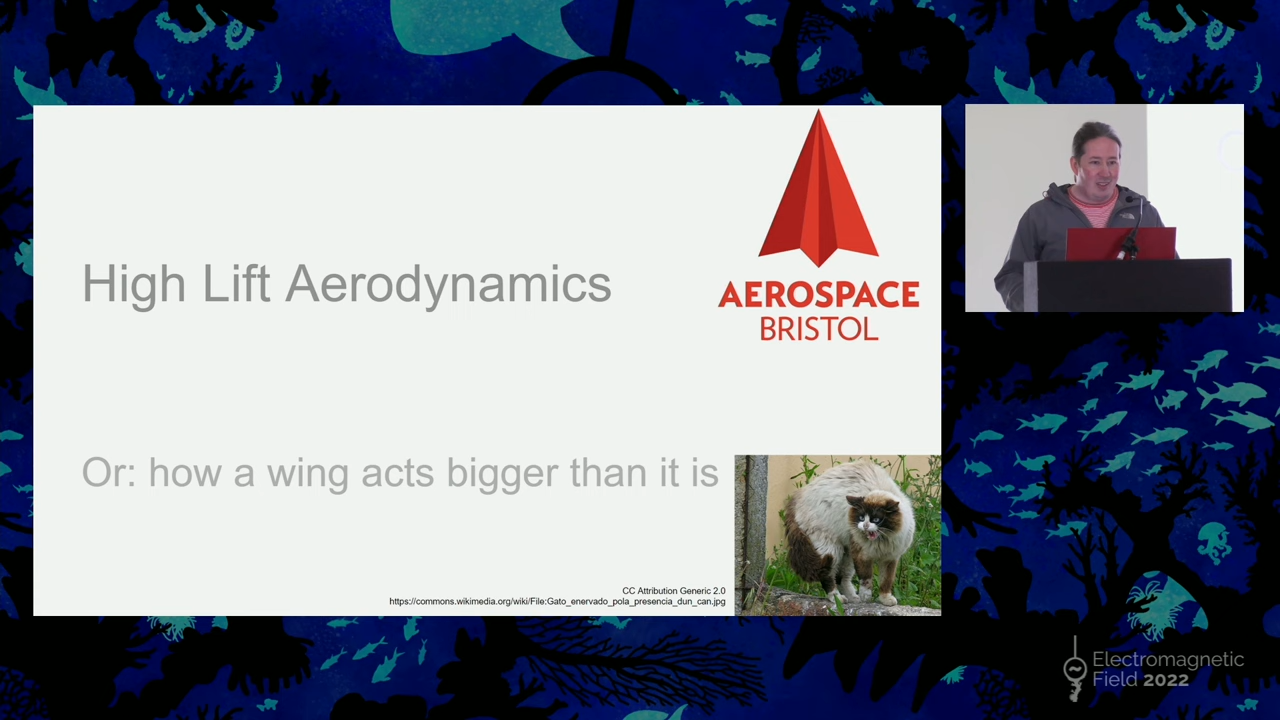 High Lift Aerodynamics
AEROSPACE
BRISTOL
Or: how a wing acts bigger than it is
CC Attribution Generic 2.0
https://commons.wikimedia.org/wiki/File:Gato_enervado_pola_presencia_dun_can.jpg
Electromagnetic
Field 2022